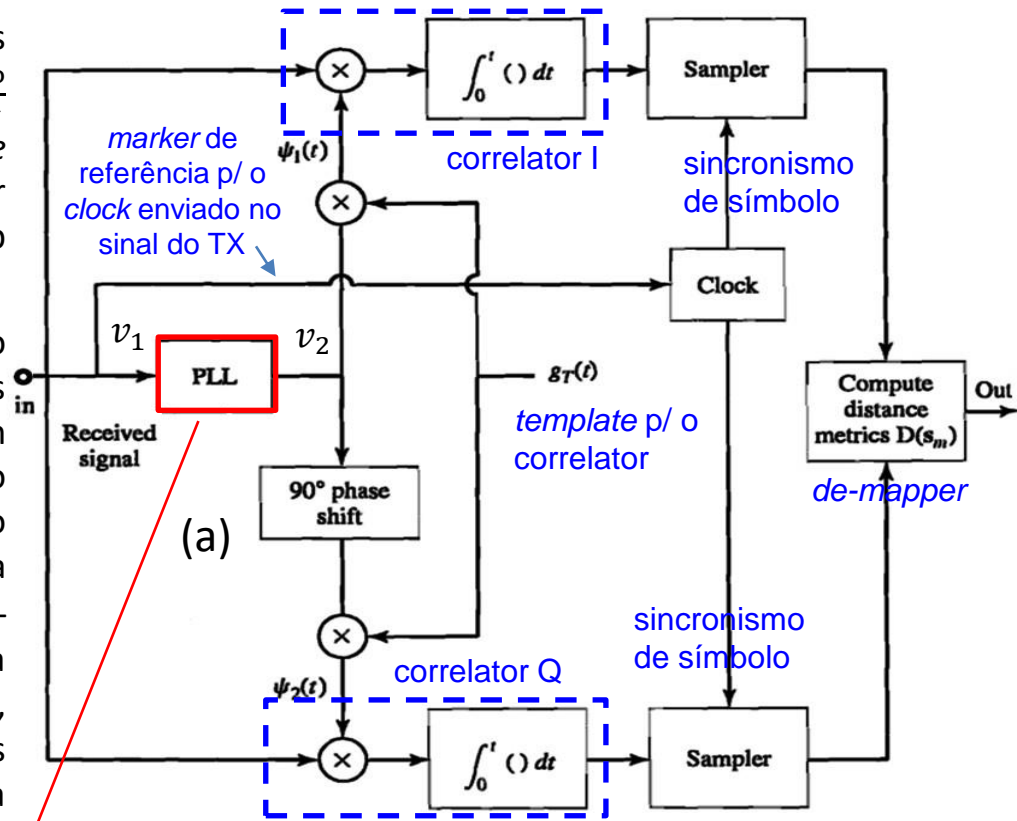 ∫₀ᵗ ( ) dt
Sampler
ψ₁(t)
correlator I
marker de
referência p/ o
clock enviado no
sinal do TX
sincronismo
de símbolo
Clock
v₁
PLL
v₂
in
Received
signal
g_T(t)
template p/ o
correlator
Compute
distance
metrics D(s_m)
Out
de-mapper
90° phase
shift
(a)
sincronismo
de símbolo
correlator Q
ψ₂(t)
∫₀ᵗ ( ) dt
Sampler